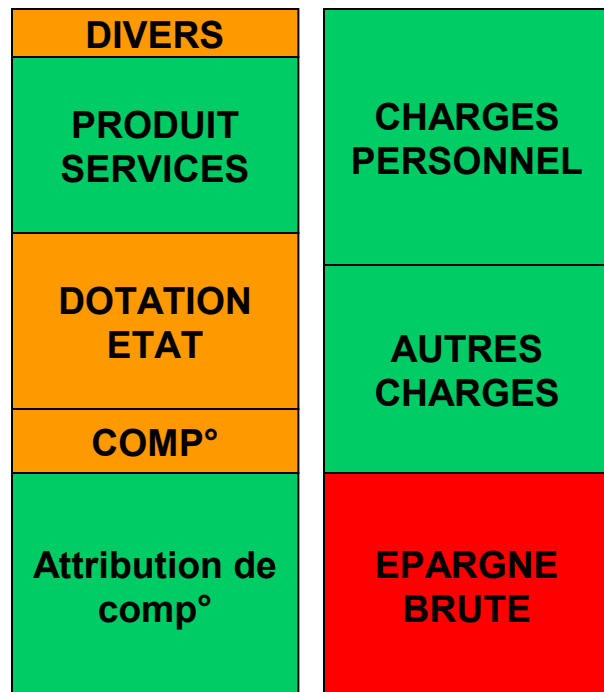 DIVERS
PRODUIT
SERVICES
DOTATION
ETAT
COMP°
Attribution de
comp°
CHARGES
PERSONNEL
AUTRES
CHARGES
EPARGNE
BRUTE